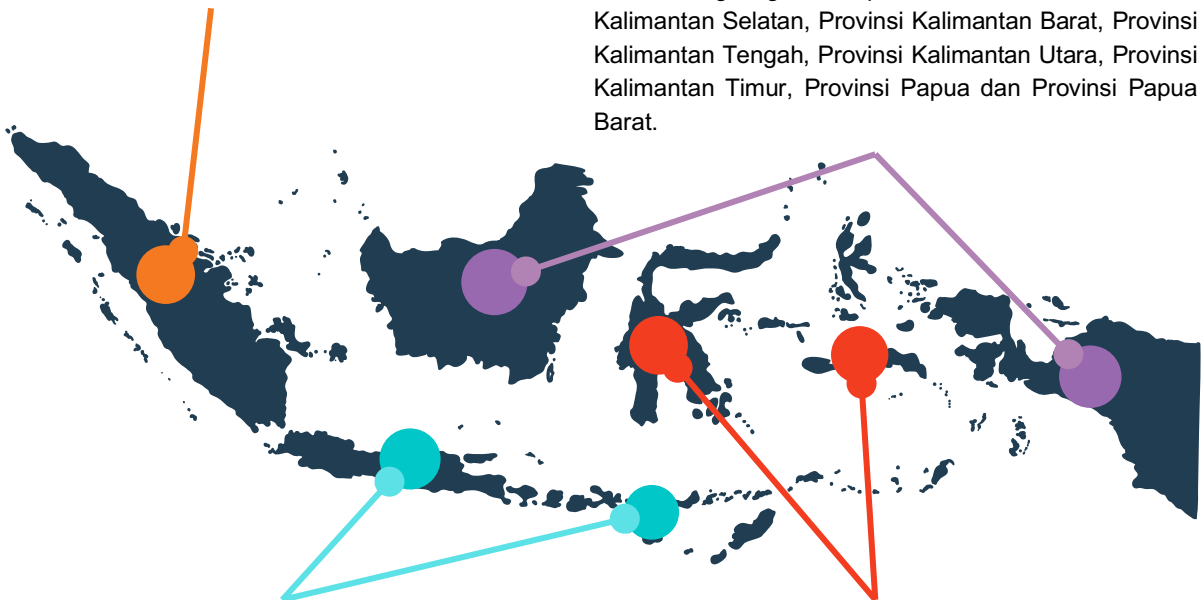 Kalimantan Selatan, Provinsi Kalimantan Barat, Provinsi
Kalimantan Tengah, Provinsi Kalimantan Utara, Provinsi
Kalimantan Timur, Provinsi Papua dan Provinsi Papua
Barat.